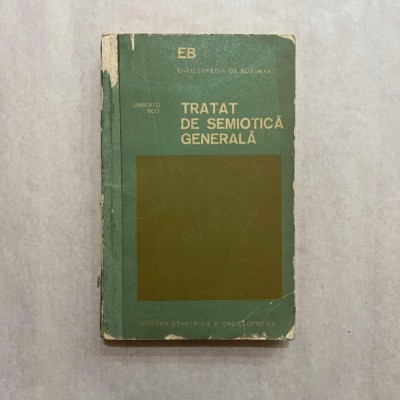 EB
ENCICLOPEDIA DE BUZUNAR
UMBERTO
ECO
TRATAT
DE SEMIOTICĂ
GENERALĂ
EDITURA ȘTIINȚIFICĂ ȘI ENCICLOPEDICĂ